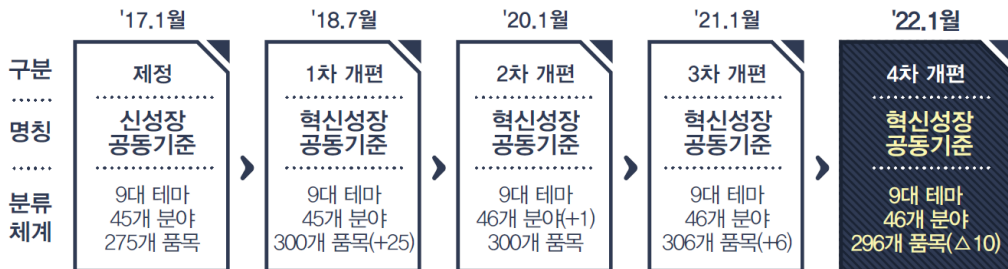 '17.1월 '18.7월 '20.1월 '21.1월 '22.1월
구분 제정 1차 개편 2차 개편 3차 개편 4차 개편
명칭 신성장 공동기준 혁신성장 공동기준 혁신성장 공동기준 혁신성장 공동기준 혁신성장 공동기준
분류 체계
9대 테마 9대 테마 9대 테마 9대 테마 9대 테마
45개 분야 45개 분야 46개 분야(+1) 46개 분야 46개 분야
275개 품목 300개 품목(+25) 300개 품목 306개 품목(+6) 296개 품목(△10)